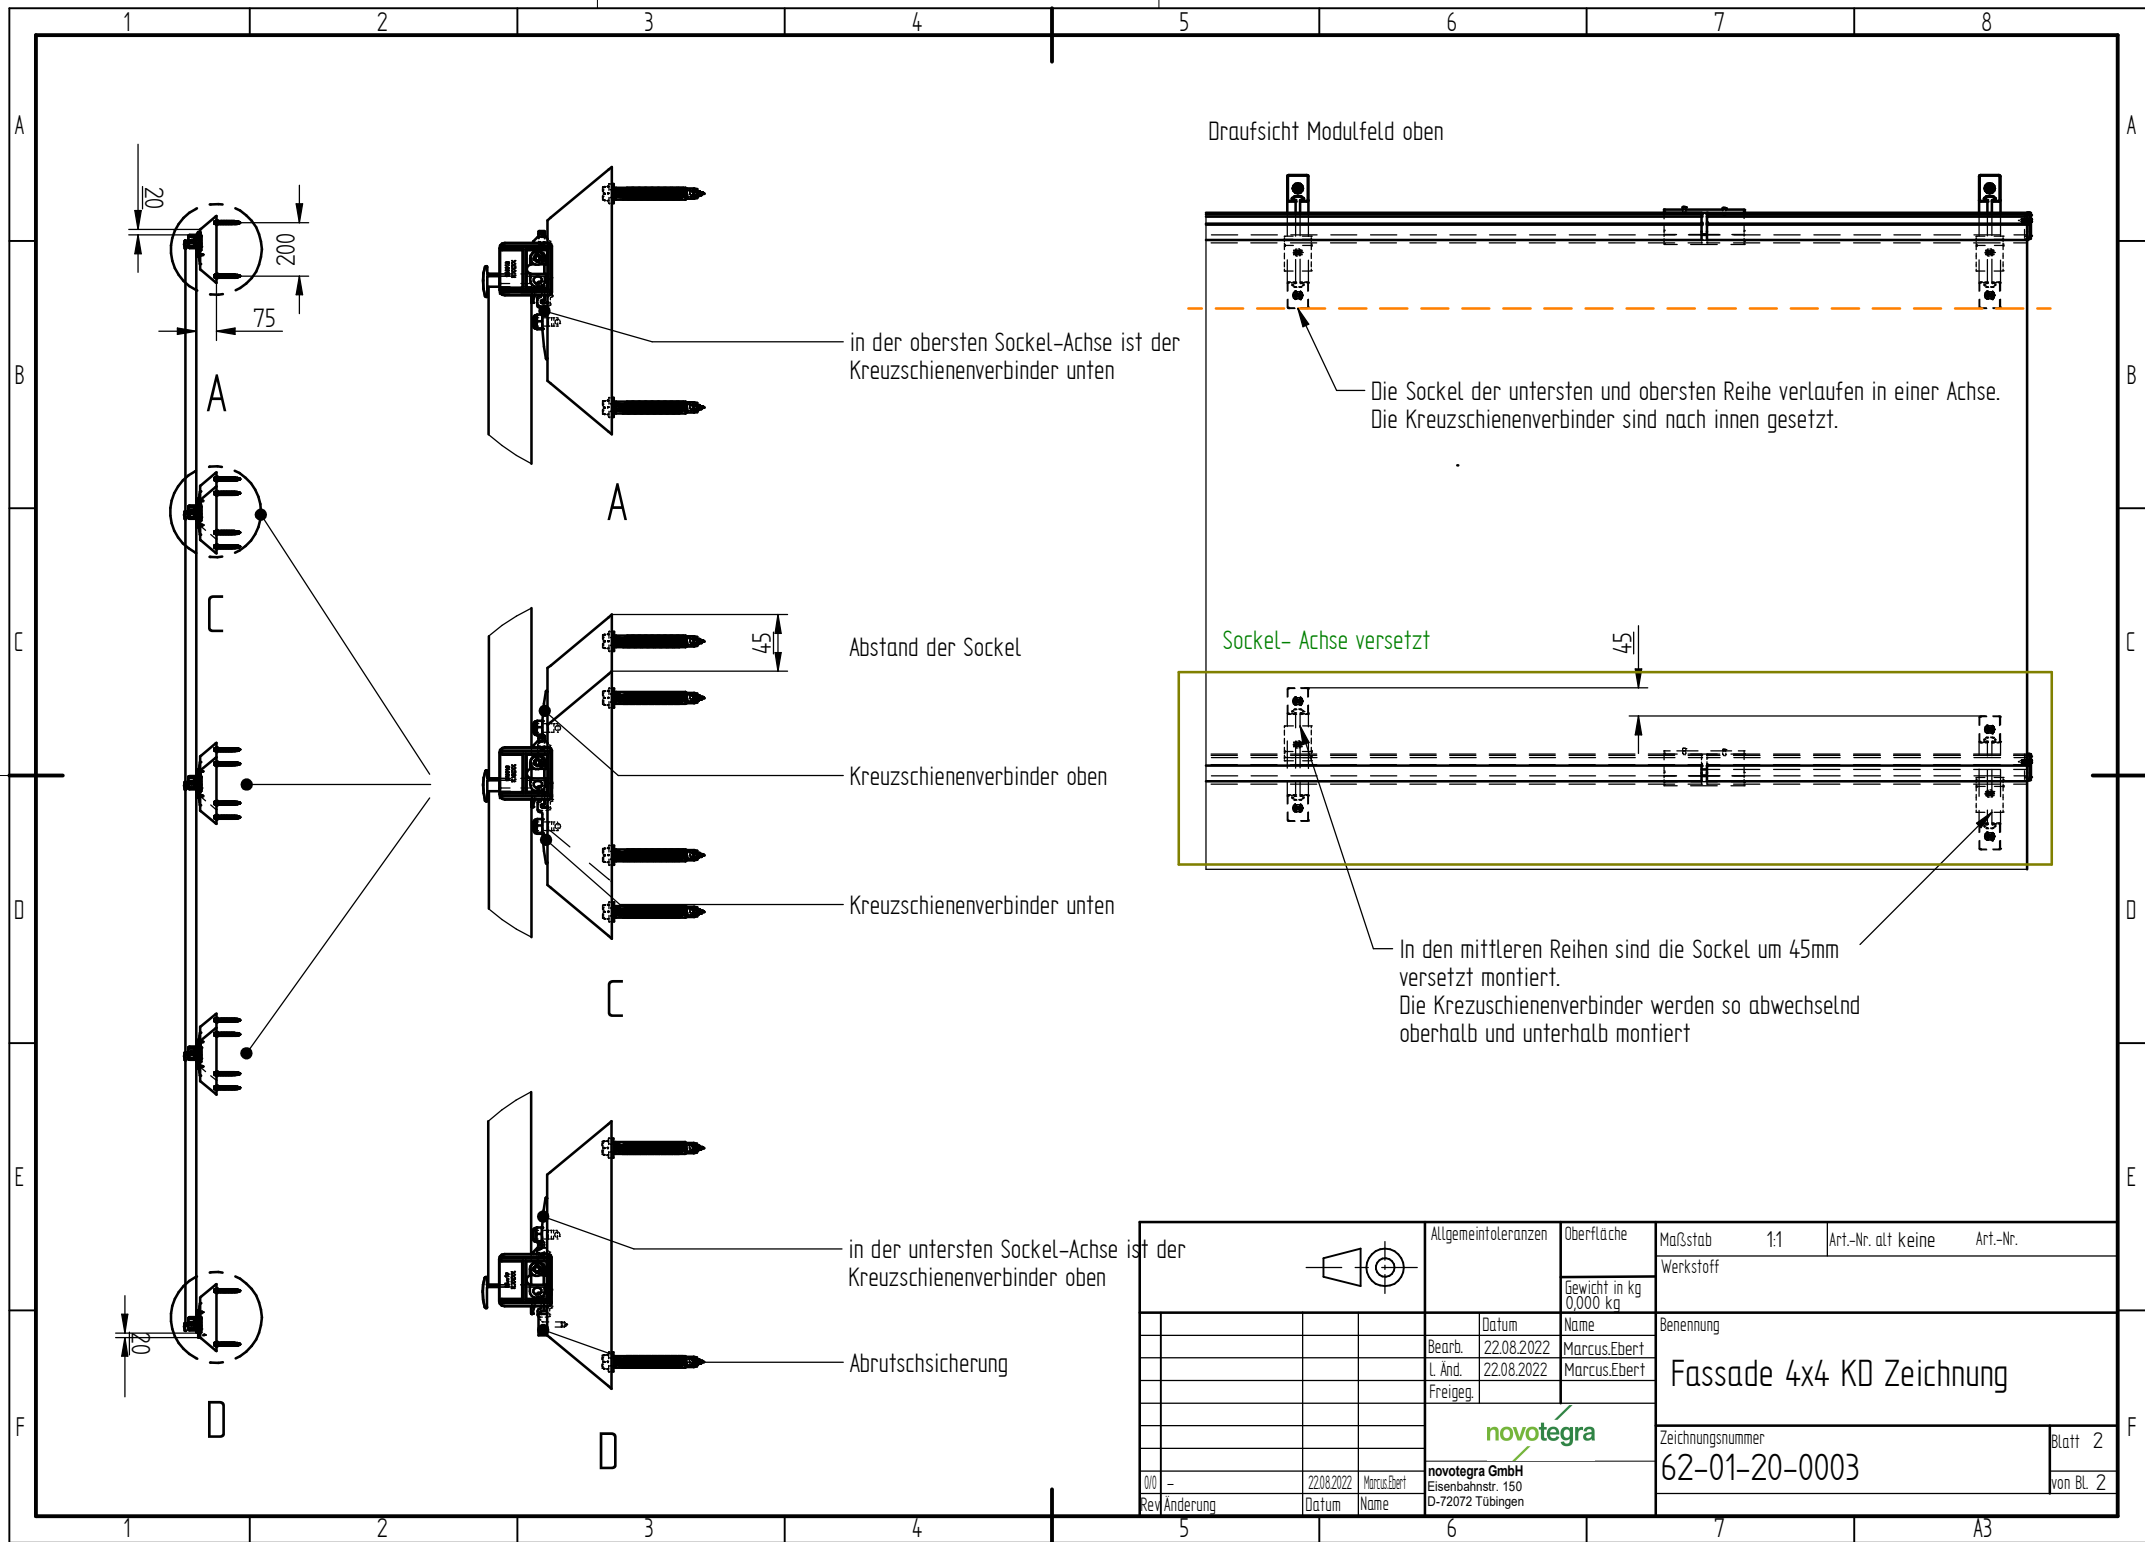 1
2
3
4
5
6
7
8
A
A
B
B
C
C
D
D
E
E
F
F
20
200
75
A
C
D
20
A
in der obersten Sockel-Achse ist der
Kreuzschienenverbinder unten
45
Abstand der Sockel
Kreuzschienenverbinder oben
Kreuzschienenverbinder unten
C
in der untersten Sockel-Achse ist der
Kreuzschienenverbinder oben
Abrutschsicherung
D
Draufsicht Modulfeld oben
Die Sockel der untersten und obersten Reihe verlaufen in einer Achse.
Die Kreuzschienenverbinder sind nach innen gesetzt.
Sockel- Achse versetzt
45
In den mittleren Reihen sind die Sockel um 45mm
versetzt montiert.
Die Krezuschienenverbinder werden so abwechselnd
oberhalb und unterhalb montiert
Allgemeintoleranzen
Oberfläche
Gewicht in kg
0,000 kg
Maßstab 1:1
Art.-Nr. alt keine
Art.-Nr.
Werkstoff
Datum Name
Bearb. 22.08.2022 Marcus.Ebert
L. Änd. 22.08.2022 Marcus.Ebert
Freigeg.
Benennung
Fassade 4x4 KD Zeichnung
novotegra
novotegra GmbH
Eisenbahnstr. 150
D-72072 Tübingen
Zeichnungsnummer
62-01-20-0003
Blatt 2
von Bl. 2
0/0 - 22.08.2022 Marcus.Ebert
Rev Änderung Datum Name
1
2
3
4
5
6
7
A3